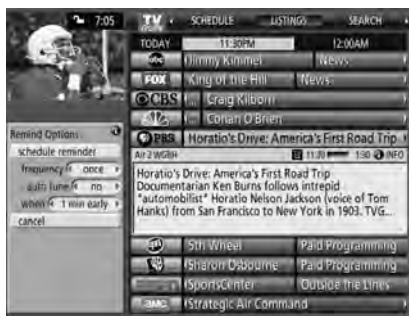 7:05 TV SCHEDULE LISTINGS SEARCH
TODAY 11:30PM 12:00AM
abc Jimmy Kimmel News
FOX King of the Hill News
CBS ... Craig Kilborn
... Conan O'Brien
PBS Horatio's Drive: America's First Road Trip
Air 2 WGBH 11:30 1:30 INFO
Horatio's Drive: America's First Road Trip
Documentarian Ken Burns follows intrepid
"automobilist" Horatio Nelson Jackson (voice of Tom
Hanks) from San Francisco to New York in 1903. TVG...
Remind Options
schedule reminder
frequency once
auto tune no
when 1 min early
cancel
5th Wheel Paid Programming
Sharon Osbourne Paid Programming
SportsCenter Outside the Lines
amc Strategic Air Command